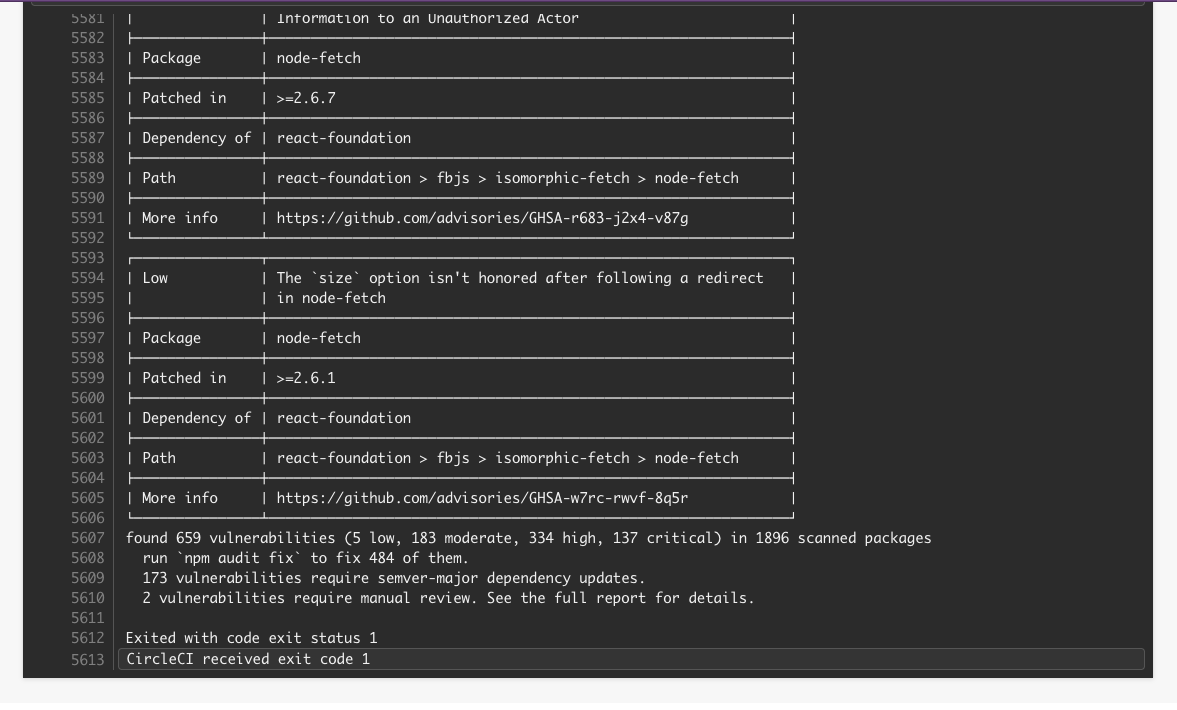 5581 | | Information to an Unauthorized Actor |
5582
5583 | Package | node-fetch |
5584
5585 | Patched in | >=2.6.7 |
5586
5587 | Dependency of | react-foundation |
5588
5589 | Path | react-foundation > fbjs > isomorphic-fetch > node-fetch |
5590
5591 | More info | https://github.com/advisories/GHSA-r683-j2x4-v87g |
5592
5593
5594 | Low | The `size` option isn't honored after following a redirect |
5595 | | in node-fetch |
5596
5597 | Package | node-fetch |
5598
5599 | Patched in | >=2.6.1 |
5600
5601 | Dependency of | react-foundation |
5602
5603 | Path | react-foundation > fbjs > isomorphic-fetch > node-fetch |
5604
5605 | More info | https://github.com/advisories/GHSA-w7rc-rwvf-8q5r |
5606
5607 found 659 vulnerabilities (5 low, 183 moderate, 334 high, 137 critical) in 1896 scanned packages
5608 run `npm audit fix` to fix 484 of them.
5609 173 vulnerabilities require semver-major dependency updates.
5610 2 vulnerabilities require manual review. See the full report for details.
5611
5612 Exited with code exit status 1
5613 CircleCI received exit code 1